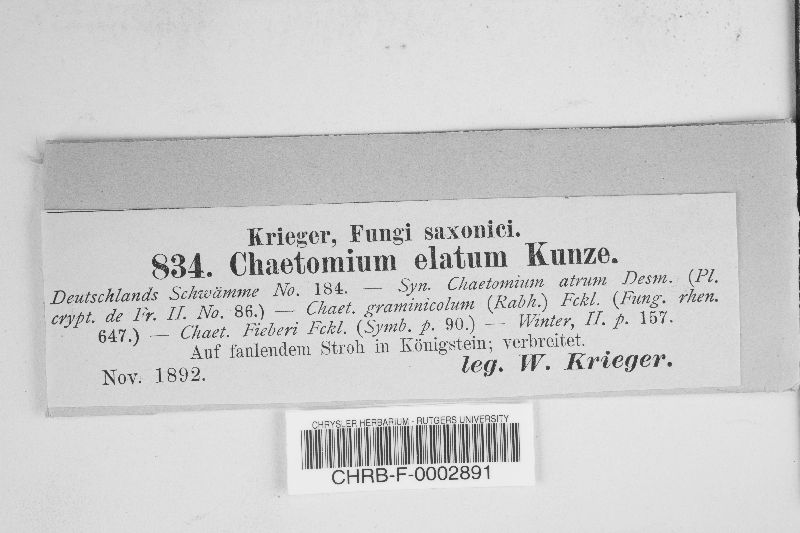 Krieger, Fungi saxonici.
834. Chaetomium elatum Kunze.
Deutschlands Schwämme No. 184. — Syn. Chaetomium atrum Desm. (Pl.
crypt. de Fr. II. No. 86.) — Chaet. graminicolum (Rabh.) Fckl. (Fung. rhen.
647.) — Chaet. Fieberi Fckl. (Symb. p. 90.) — Winter, II. p. 157.
Auf faulendem Stroh in Königstein; verbreitet.
Nov. 1892. leg. W. Krieger.
CHRYSLER HERBARIUM - RUTGERS UNIVERSITY
CHRB-F-0002891